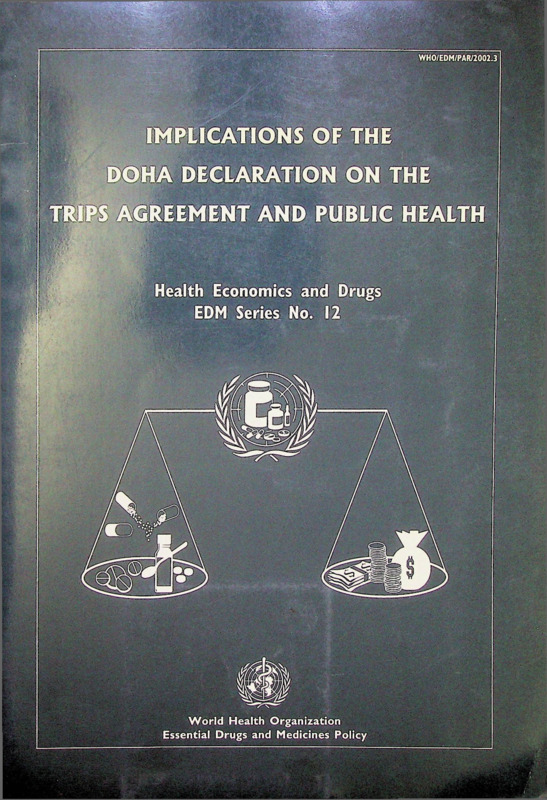 WHO/EDM/PAR/2002.3
IMPLICATIONS OF THE
DOHA DECLARATION ON THE
TRIPS AGREEMENT AND PUBLIC HEALTH
Health Economics and Drugs
EDM Series No. 12
$
World Health Organization
Essential Drugs and Medicines Policy